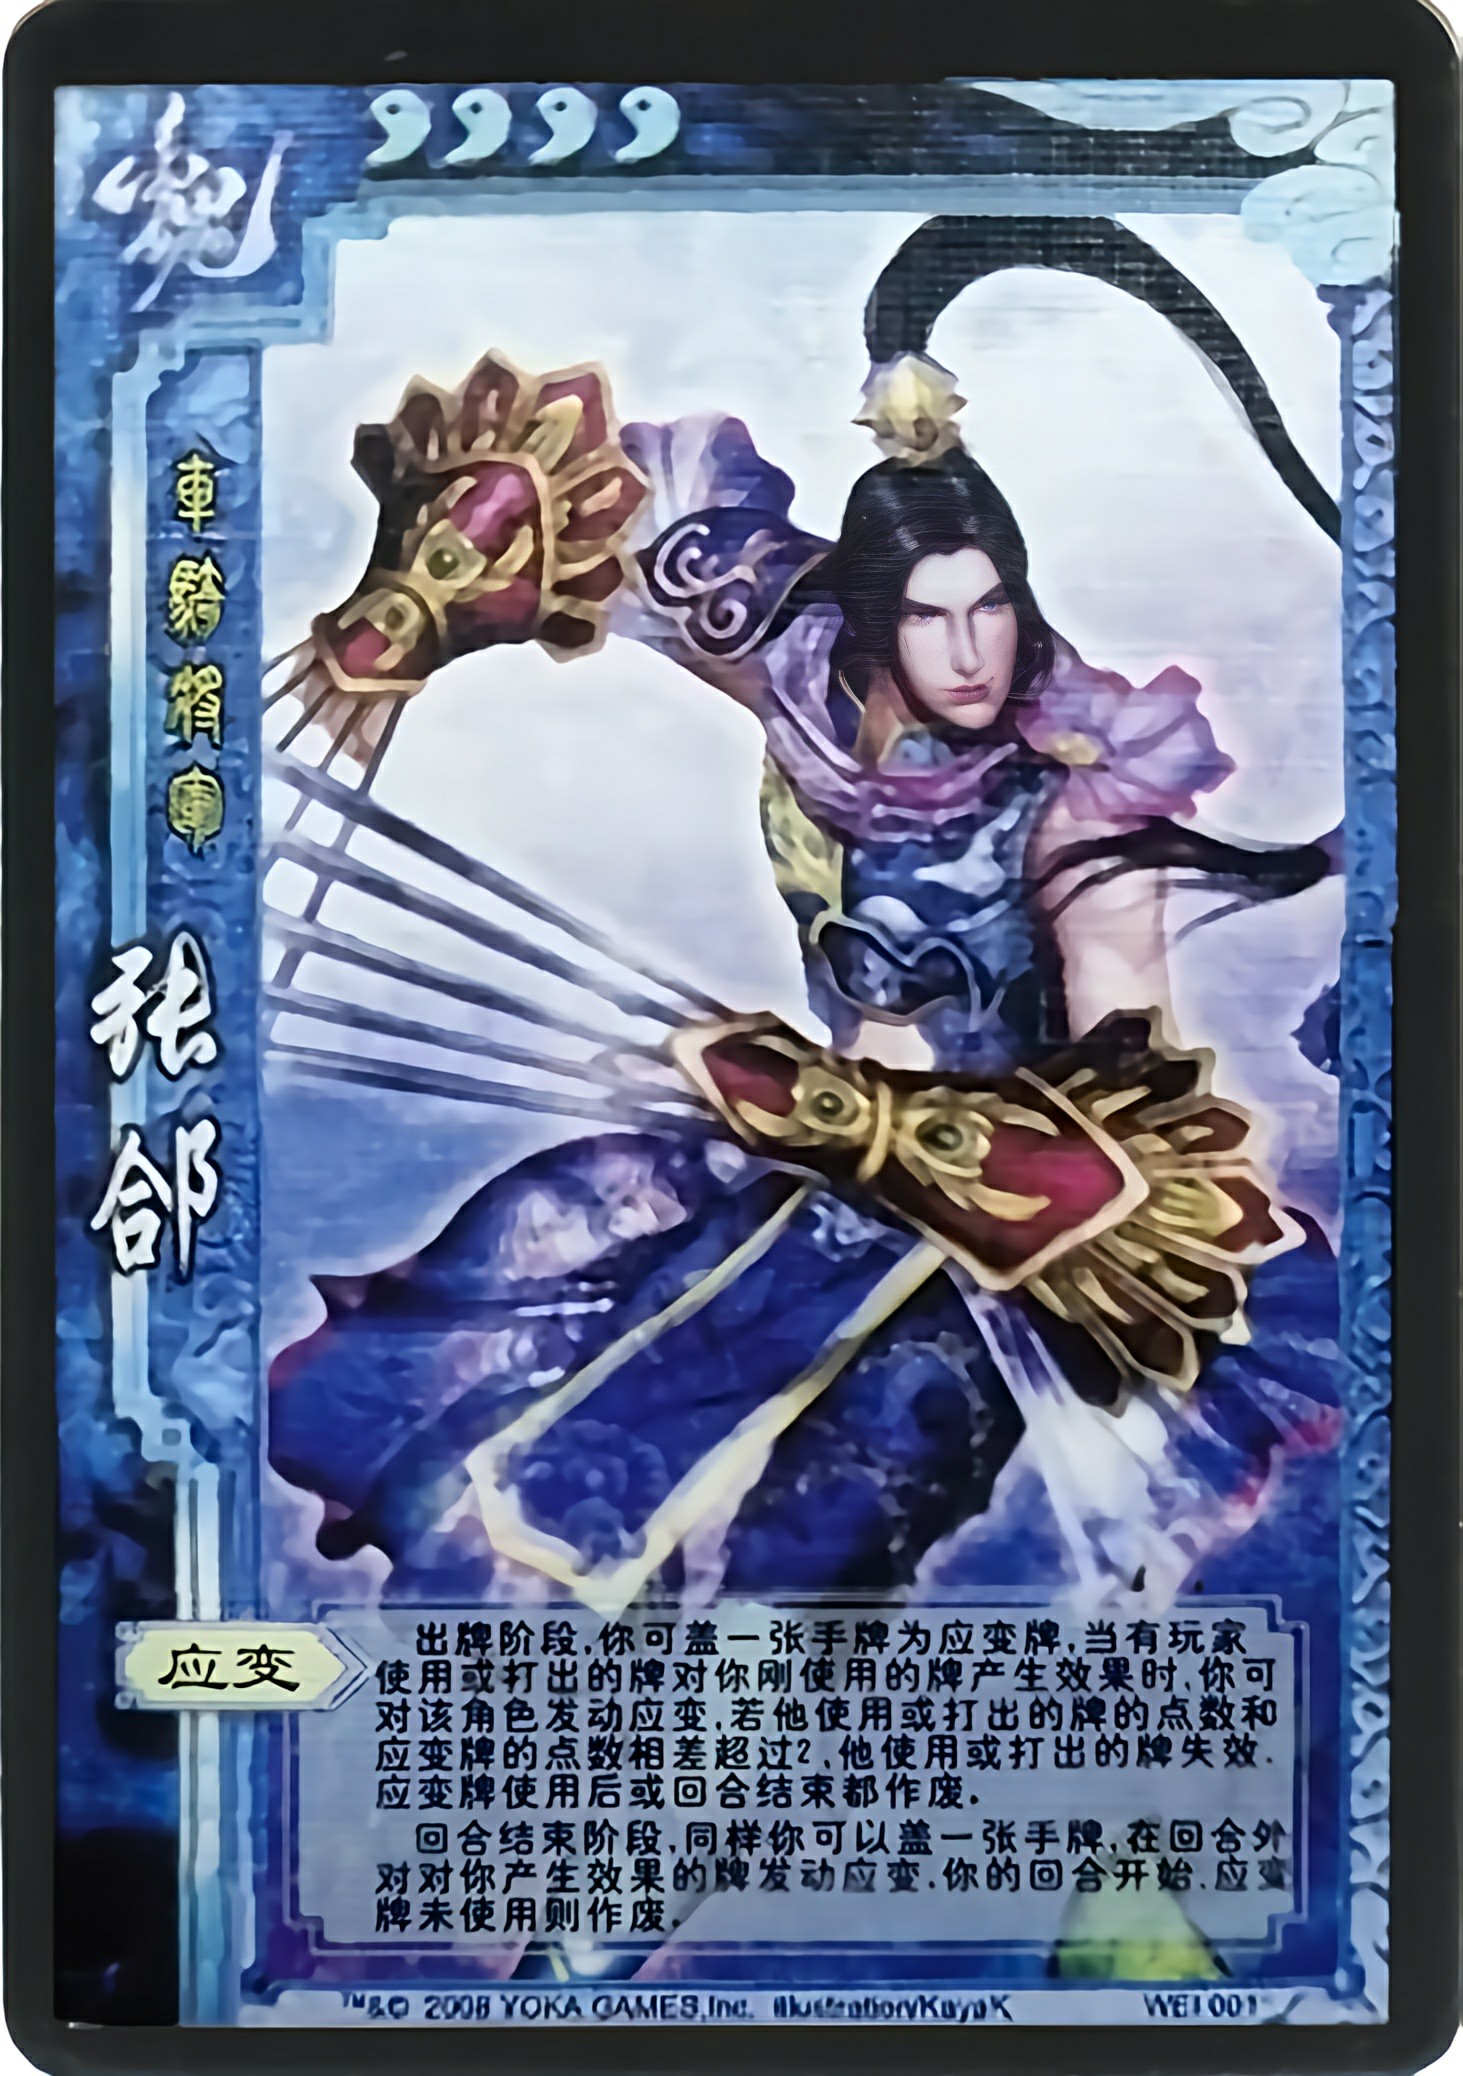 魏
車騎将軍
张郃
应变
出牌阶段,你可盖一张手牌为应变牌,当有玩家
使用或打出的牌对你刚使用的牌产生效果时,你可
对该角色发动应变,若他使用或打出的牌的点数和
应变牌的点数相差超过2,他使用或打出的牌失效.
应变牌使用后或回合结束都作废.
回合结束阶段,同样你可以盖一张手牌,在回合外
对对你产生效果的牌发动应变.你的回合开始,应变
牌未使用则作废.
™&© 2008 YOKA GAMES,Inc. illustration/KayaK
WEI001